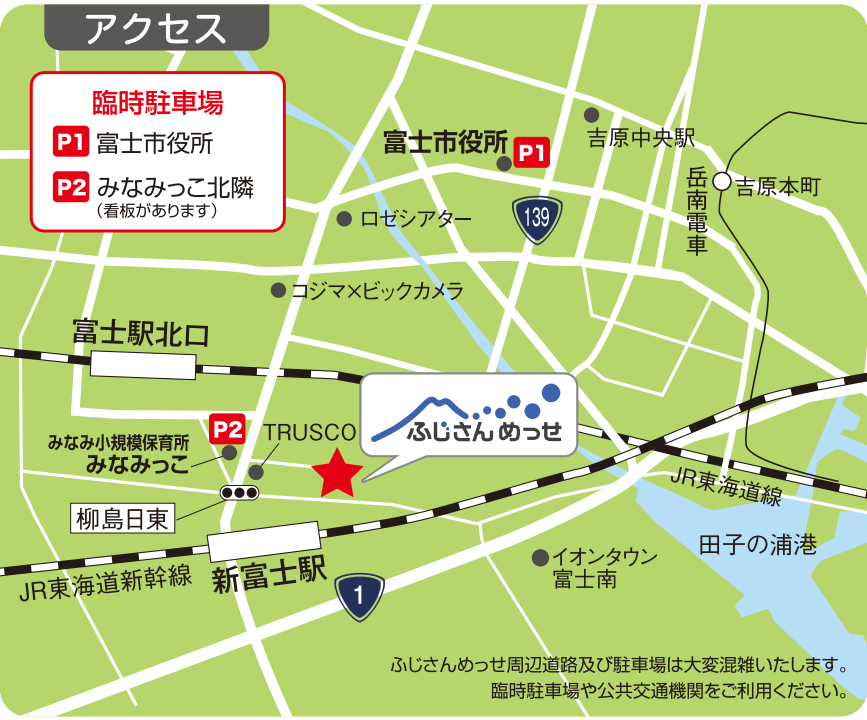 アクセス
臨時駐車場
P1 富士市役所
P2 みなみっこ北隣
（看板があります）
富士市役所 P1
吉原中央駅
岳南電車
吉原本町
139
ロゼシアター
コジマ×ビックカメラ
富士駅北口
ふじさんめっせ
P2
TRUSCO
みなみ小規模保育所
みなみっこ
柳島日東
JR東海道線
田子の浦港
新富士駅
JR東海道新幹線
1
イオンタウン
富士南
ふじさんめっせ周辺道路及び駐車場は大変混雑いたします。
臨時駐車場や公共交通機関をご利用ください。